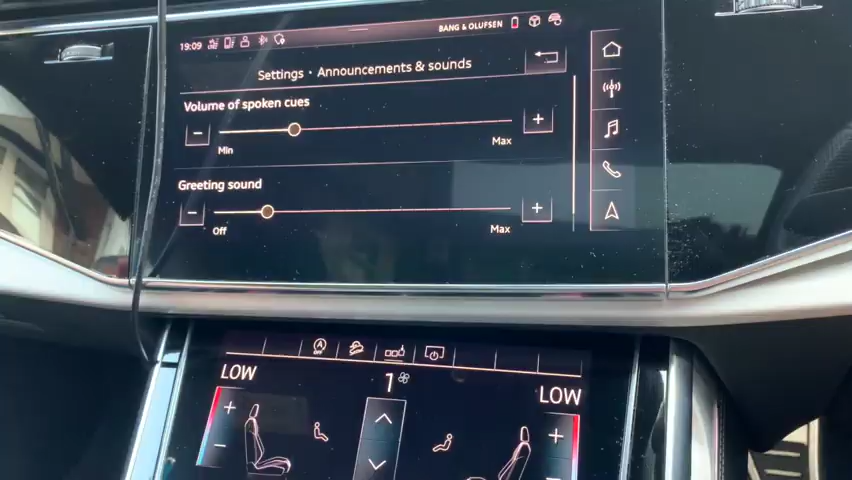 19:09
BANG & OLUFSEN
Settings • Announcements & sounds
Volume of spoken cues
Min
Max
Greeting sound
Off
Max
A
OFF
LOW
1
LOW